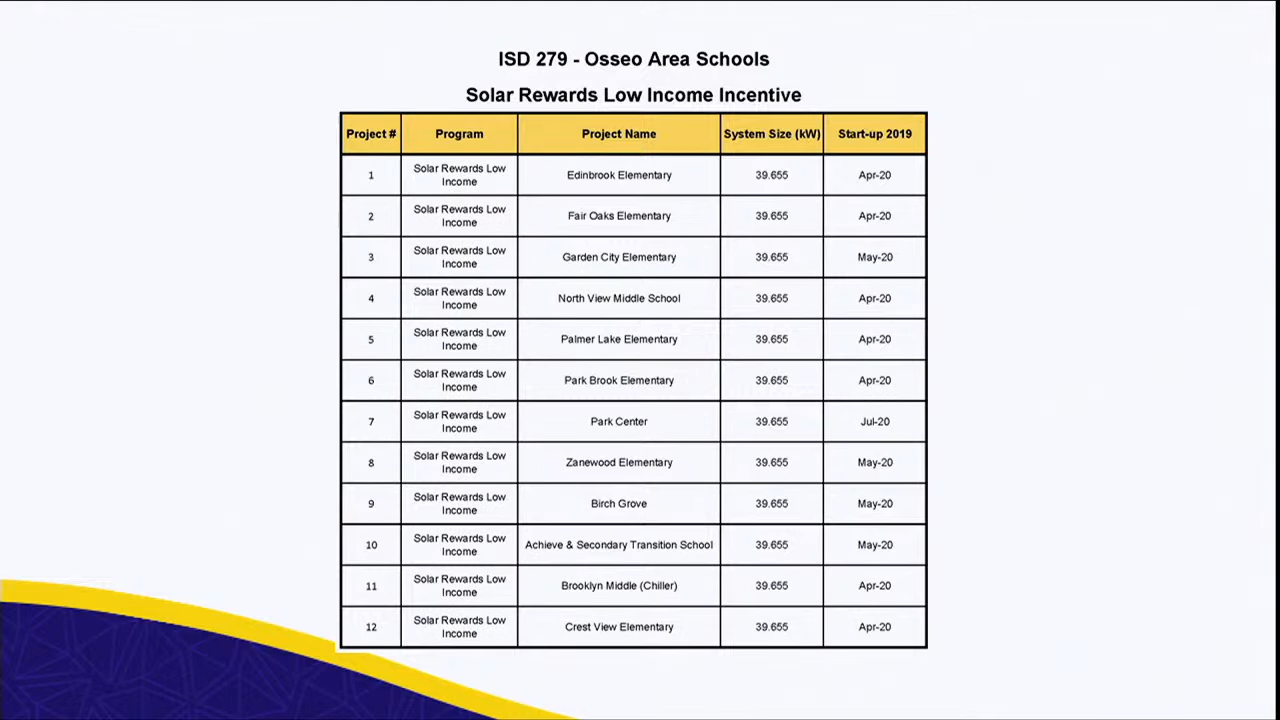 ISD 279 - Osseo Area Schools
Solar Rewards Low Income Incentive
Project # Program Project Name System Size (kW) Start-up 2019
1 Solar Rewards Low Income Edinbrook Elementary 39.655 Apr-20
2 Solar Rewards Low Income Fair Oaks Elementary 39.655 Apr-20
3 Solar Rewards Low Income Garden City Elementary 39.655 May-20
4 Solar Rewards Low Income North View Middle School 39.655 Apr-20
5 Solar Rewards Low Income Palmer Lake Elementary 39.655 Apr-20
6 Solar Rewards Low Income Park Brook Elementary 39.655 Apr-20
7 Solar Rewards Low Income Park Center 39.655 Jul-20
8 Solar Rewards Low Income Zanewood Elementary 39.655 May-20
9 Solar Rewards Low Income Birch Grove 39.655 May-20
10 Solar Rewards Low Income Achieve & Secondary Transition School 39.655 May-20
11 Solar Rewards Low Income Brooklyn Middle (Chiller) 39.655 Apr-20
12 Solar Rewards Low Income Crest View Elementary 39.655 Apr-20